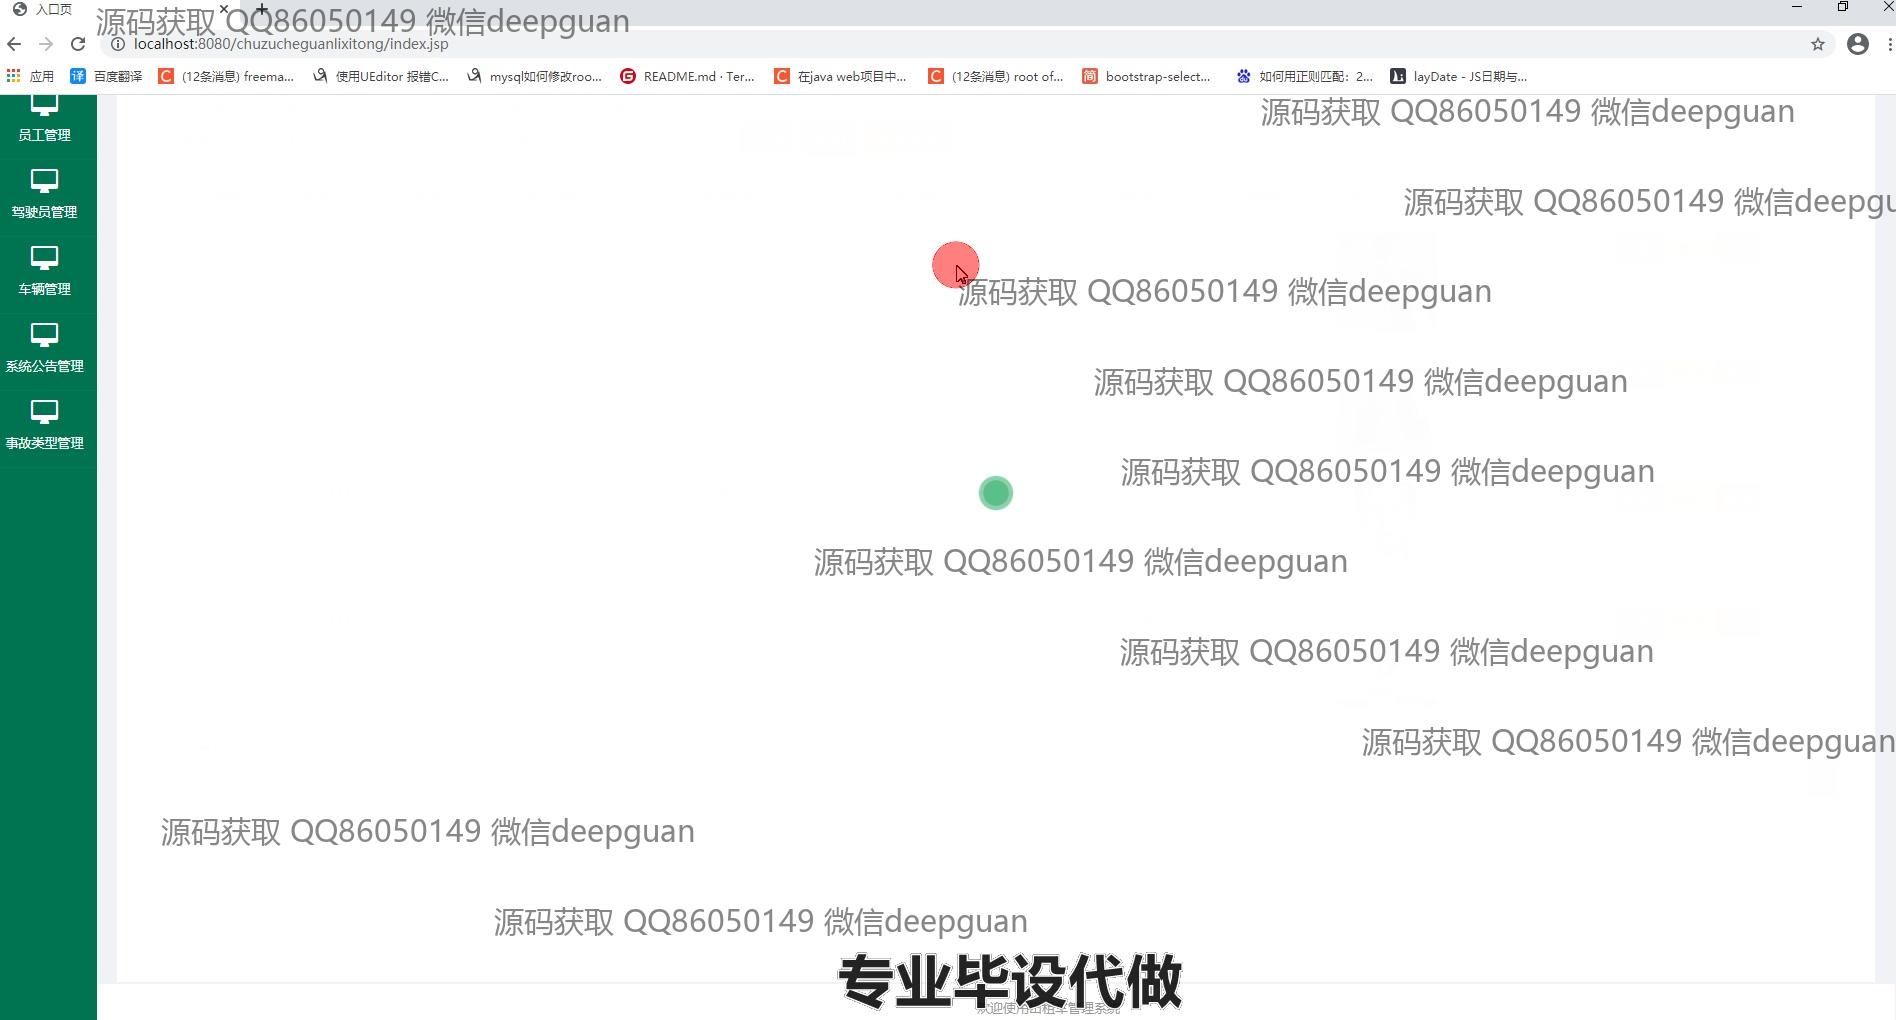 入口页
源码获取 QQ86050149 微信deepguan
localhost:8080/chuzucheguanlixitong/index.jsp
应用 译 百度翻译 C (12条消息) freema... 使用UEditor 报错C... mysql如何修改roo... G README.md · Ter... C 在java web项目中... C (12条消息) root of... 简 bootstrap-select... 如何用正则匹配：2... layDate - JS日期与...
源码获取 QQ86050149 微信deepguan
员工管理
源码获取 QQ86050149 微信deepgu
驾驶员管理
源码获取 QQ86050149 微信deepguan
车辆管理
系统公告管理
源码获取 QQ86050149 微信deepguan
事故类型管理
源码获取 QQ86050149 微信deepguan
源码获取 QQ86050149 微信deepguan
源码获取 QQ86050149 微信deepguan
源码获取 QQ86050149 微信deepguan
源码获取 QQ86050149 微信deepguan
源码获取 QQ86050149 微信deepguan
专业毕设代做
欢迎使用出租车管理系统